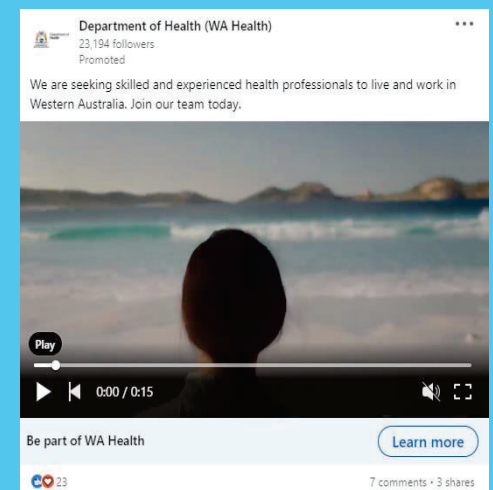 Department of Health (WA Health)
23,194 followers
Promoted
We are seeking skilled and experienced health professionals to live and work in
Western Australia. Join our team today.
Play
0:00 / 0:15
Be part of WA Health
Learn more
23
7 comments • 3 shares